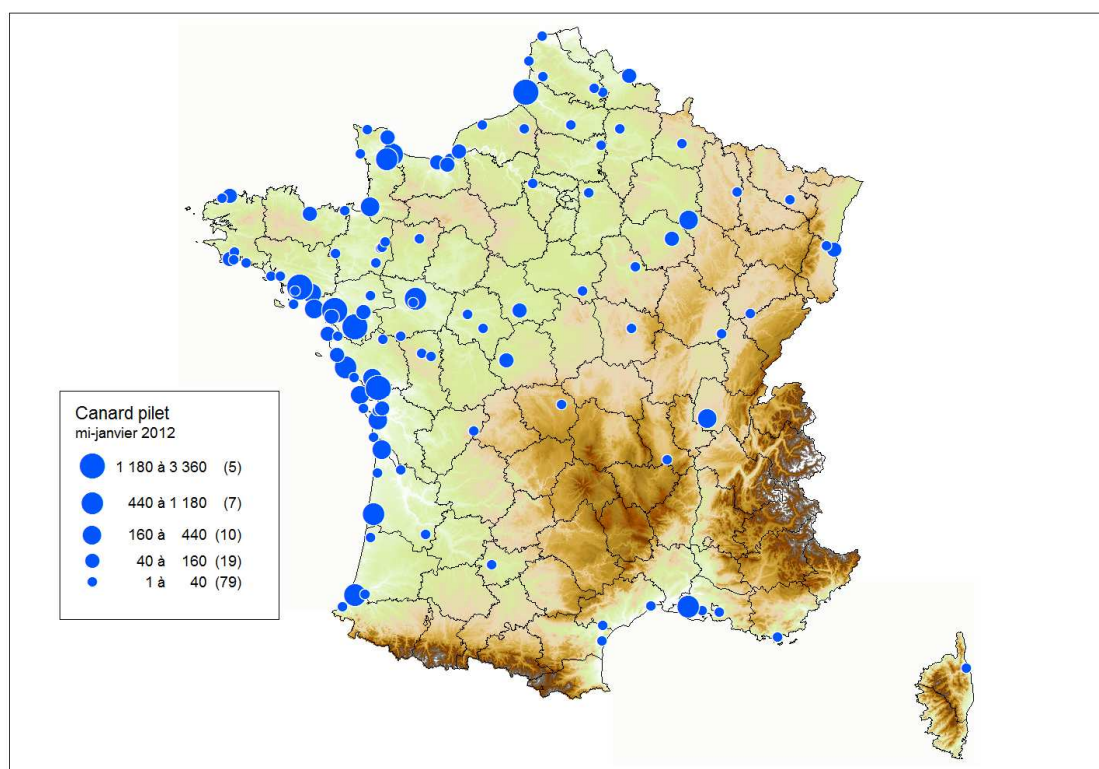 Canard pilet
mi-janvier 2012
1 180 à 3 360 (5)
440 à 1 180 (7)
160 à 440 (10)
40 à 160 (19)
1 à 40 (79)